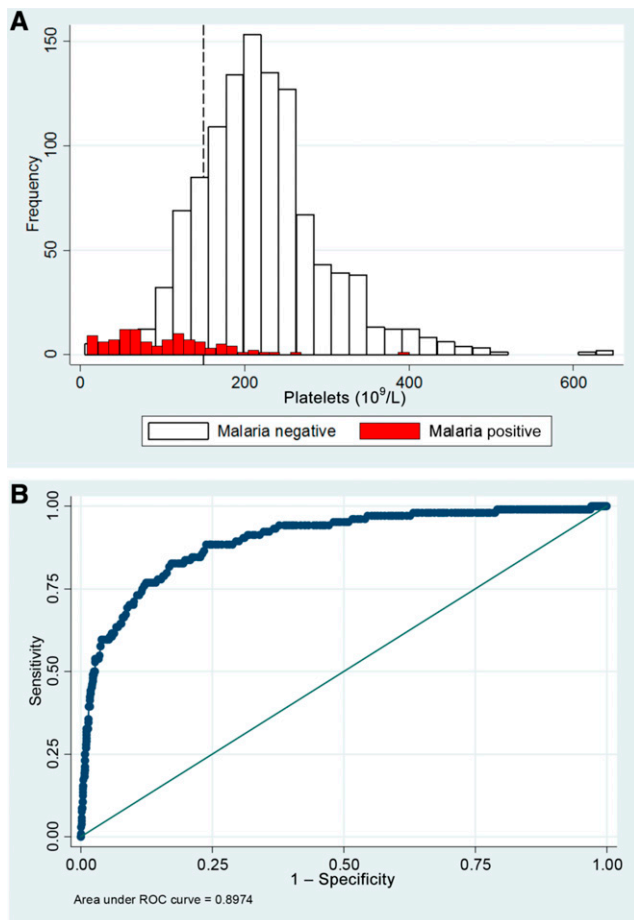 A
Frequency
150
100
50
0
0 200 400 600
Platelets (10⁹/L)
Malaria negative Malaria positive
B
Sensitivity
1.00
0.75
0.50
0.25
0.00
0.00 0.25 0.50 0.75 1.00
1 – Specificity
Area under ROC curve = 0.8974